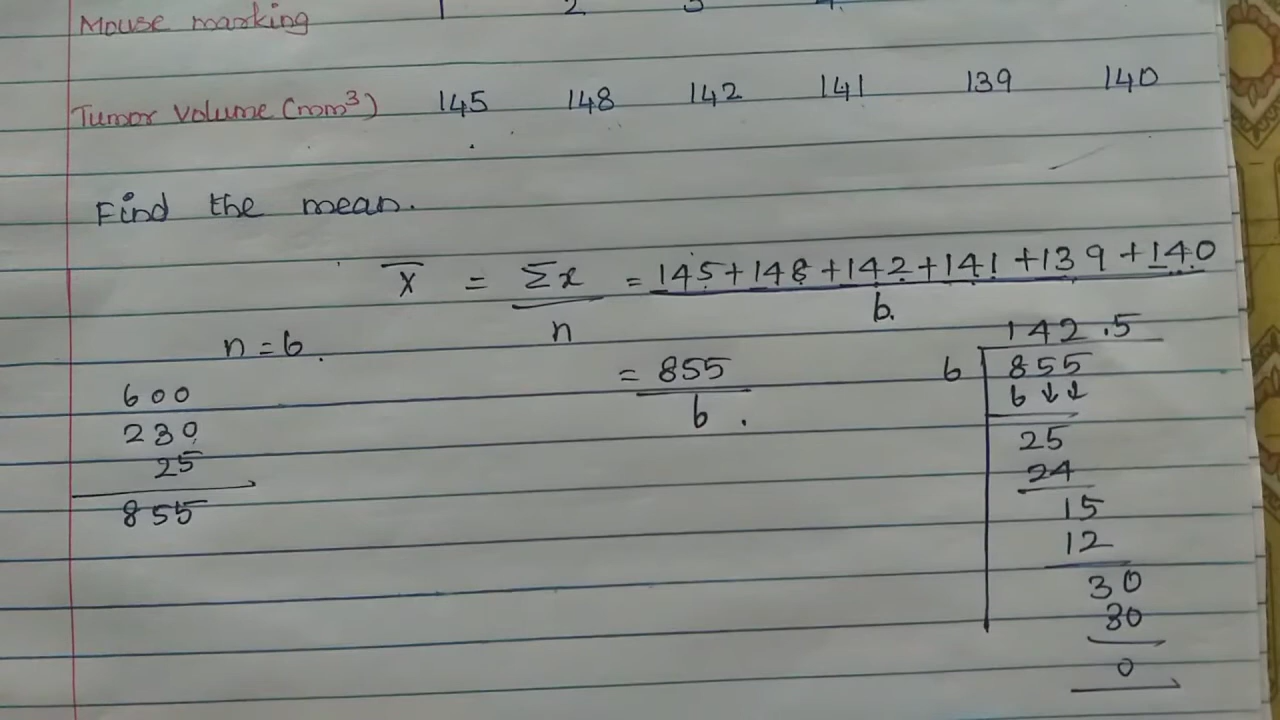 Mouse marking 1 2 3 4
Tumor Volume (mm³) 145 148 142 141 139 140
Find the mean.
x̄ = Σx / n = 145+148+142+141+139+140 / 6.
n = 6.
= 855 / 6.
600
230
25
855
142.5
6 855
6 ↓↓
25
24
15
12
30
30
0